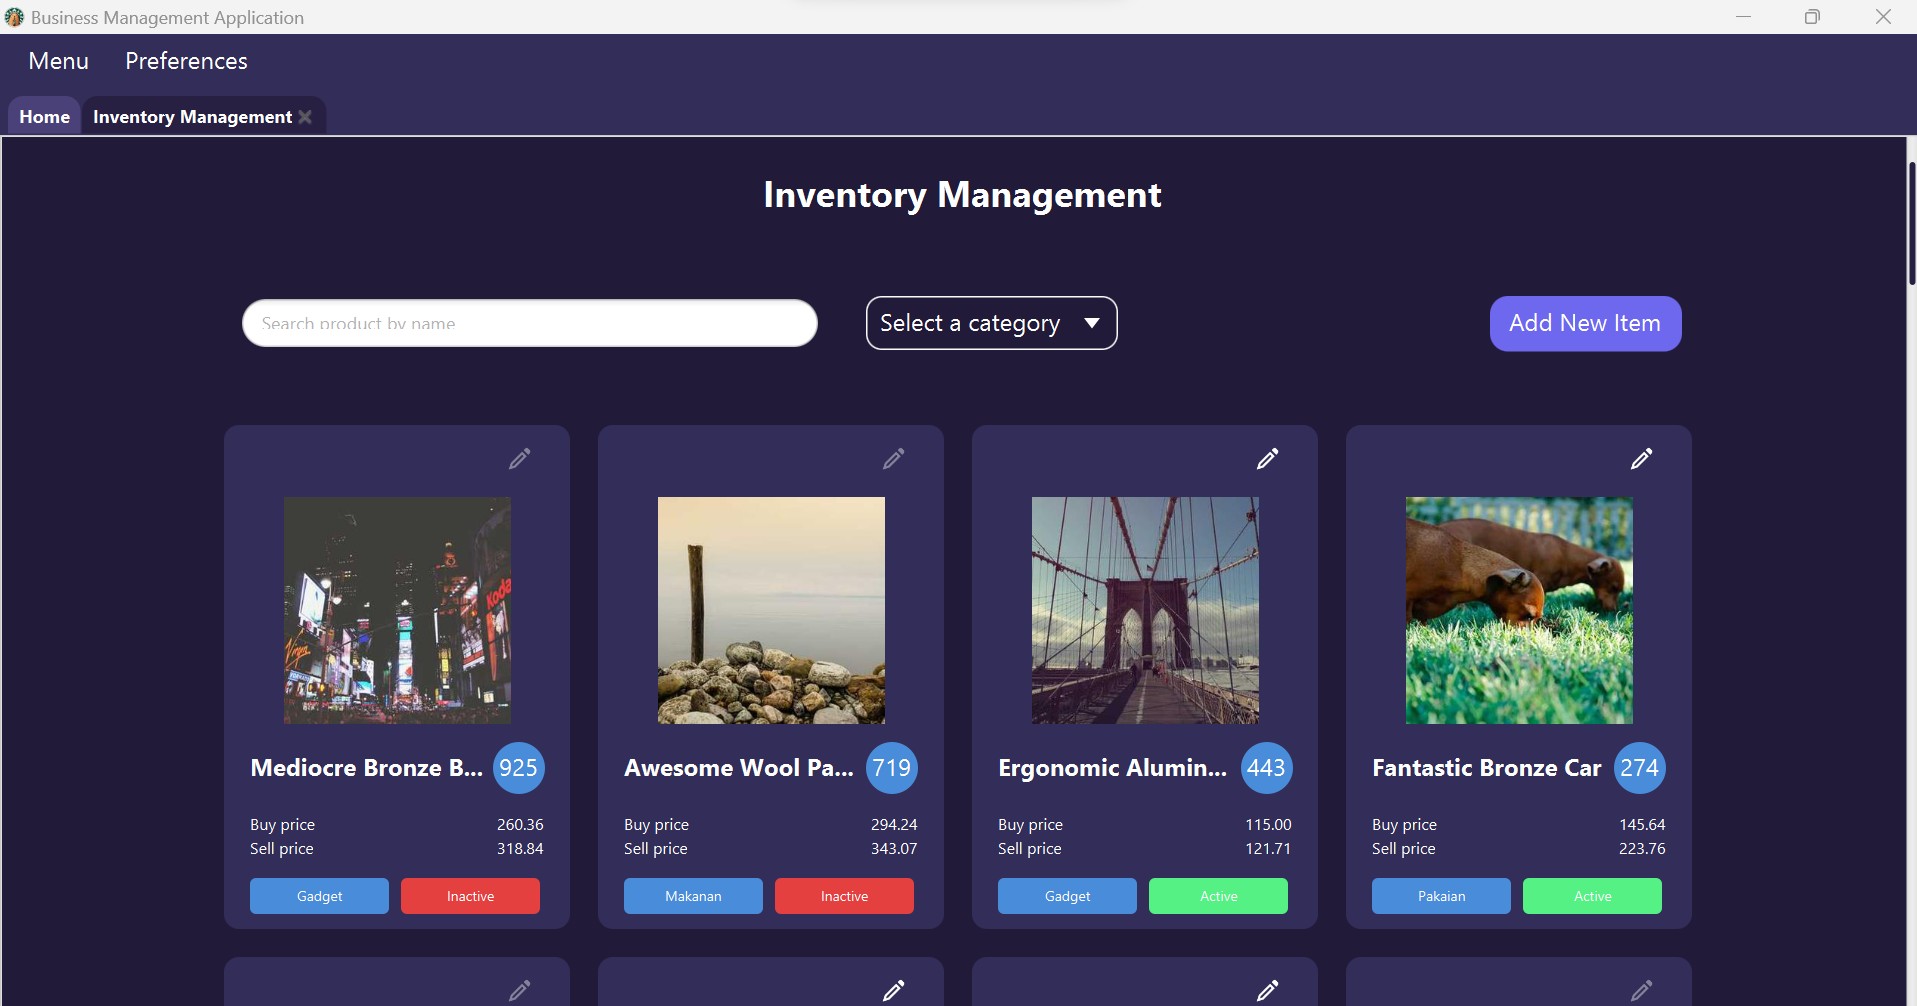 Business Management Application
Menu Preferences
Home Inventory Management
Inventory Management
Search product by name
Select a category
Add New Item
Mediocre Bronze B... 925
Buy price 260.36
Sell price 318.84
Gadget Inactive
Awesome Wool Pa... 719
Buy price 294.24
Sell price 343.07
Makanan Inactive
Ergonomic Alumin... 443
Buy price 115.00
Sell price 121.71
Gadget Active
Fantastic Bronze Car 274
Buy price 145.64
Sell price 223.76
Pakaian Active
Virgin
Koda